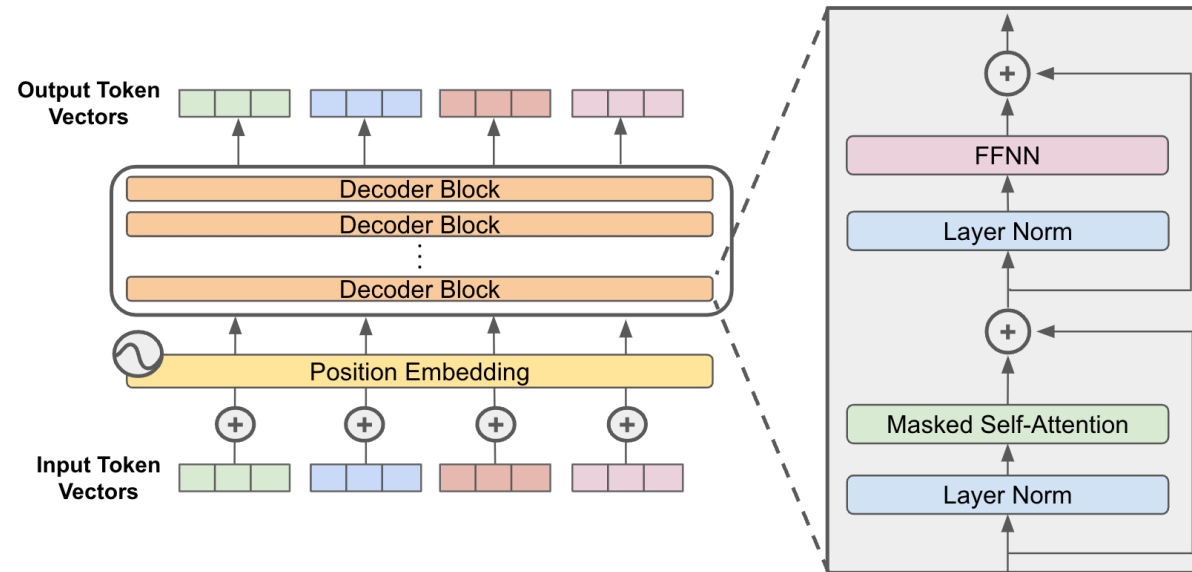 Output Token
Vectors
Decoder Block
Decoder Block
Decoder Block
Position Embedding
Input Token
Vectors
FFNN
Layer Norm
Masked Self-Attention
Layer Norm